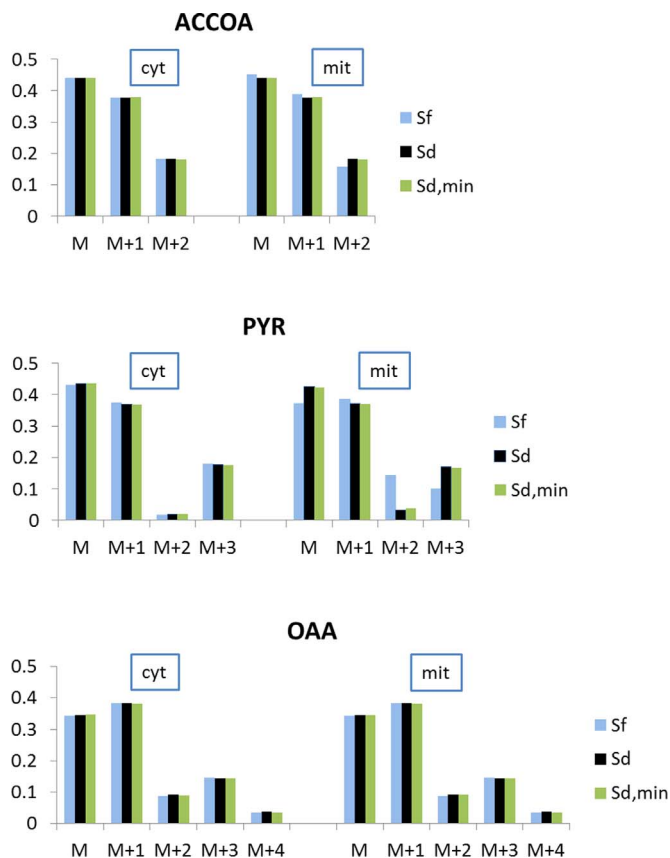 ACCOA
cyt
mit
0.5
0.4
0.3
0.2
0.1
0
M M+1 M+2 M M+1 M+2
Sf
Sd
Sd,min
PYR
cyt
mit
0.5
0.4
0.3
0.2
0.1
0
M M+1 M+2 M+3 M M+1 M+2 M+3
Sf
Sd
Sd,min
OAA
cyt
mit
0.5
0.4
0.3
0.2
0.1
0
M M+1 M+2 M+3 M+4 M M+1 M+2 M+3 M+4
Sf
Sd
Sd,min